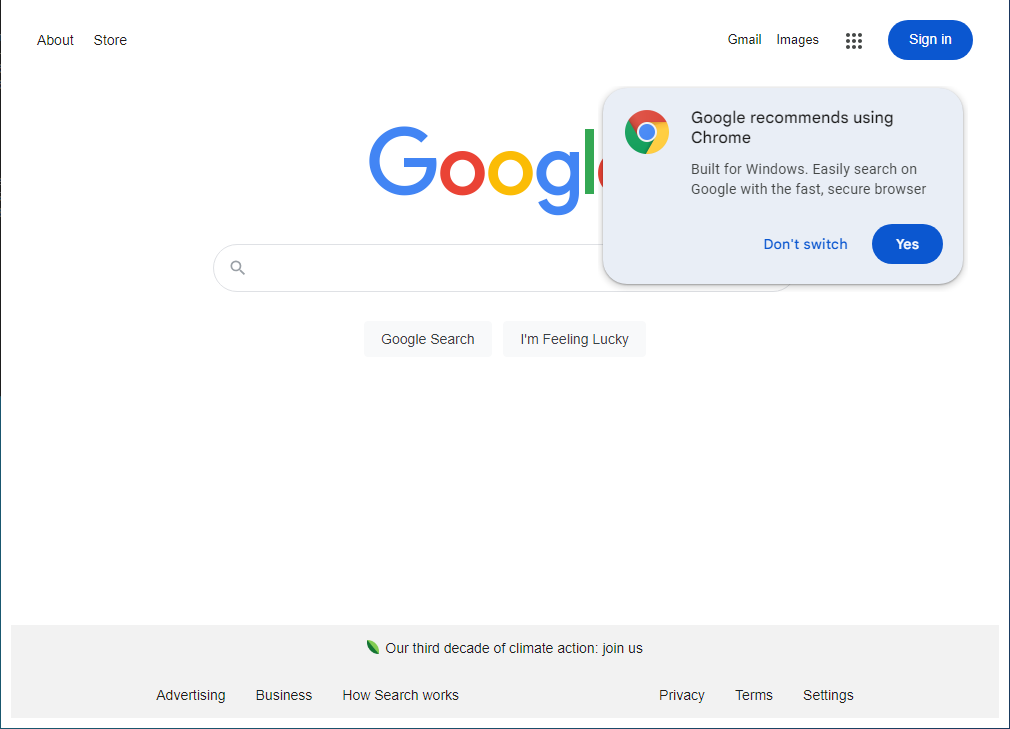 About Store
Gmail Images Sign in
Google recommends using
Chrome
Built for Windows. Easily search on
Google with the fast, secure browser
Don't switch Yes
Googl
Google Search I'm Feeling Lucky
Our third decade of climate action: join us
Advertising Business How Search works
Privacy Terms Settings